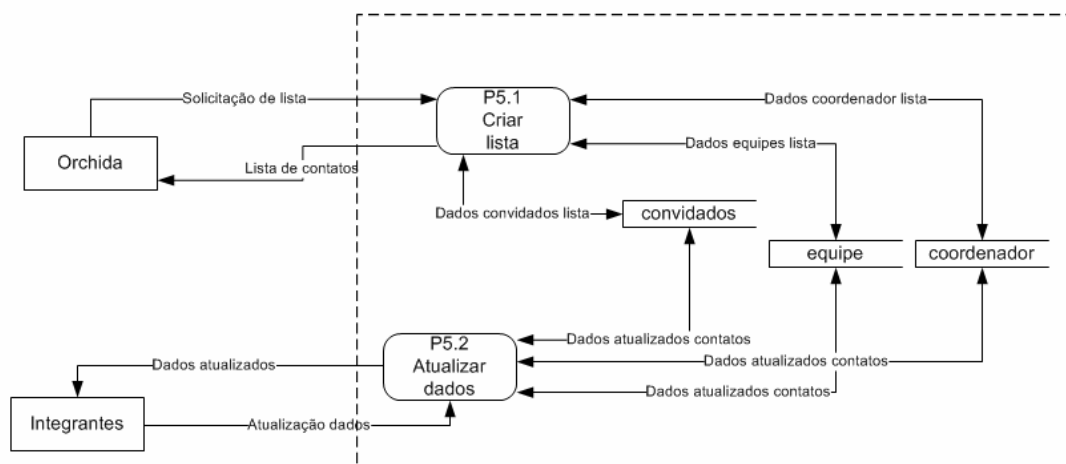 P5.1
Criar
lista
Solicitação de lista
Dados coordenador lista
Dados equipes lista
Orchida
Lista de contatos
Dados convidados lista
convidados
equipe
coordenador
P5.2
Atualizar
dados
Dados atualizados contatos
Dados atualizados
Dados atualizados contatos
Dados atualizados contatos
Integrantes
Atualização dados